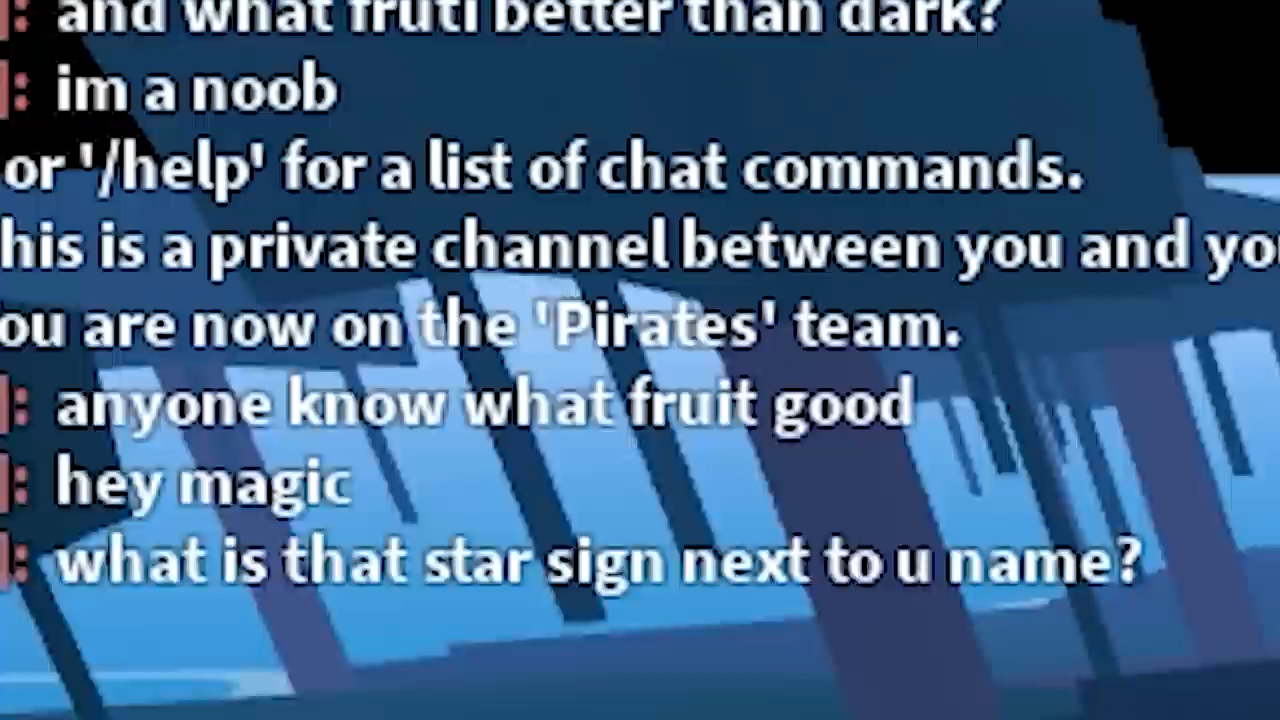 ]: and what fruti better than dark?
]: im a noob
or '/help' for a list of chat commands.
his is a private channel between you and you
ou are now on the 'Pirates' team.
]: anyone know what fruit good
]: hey magic
]: what is that star sign next to u name?